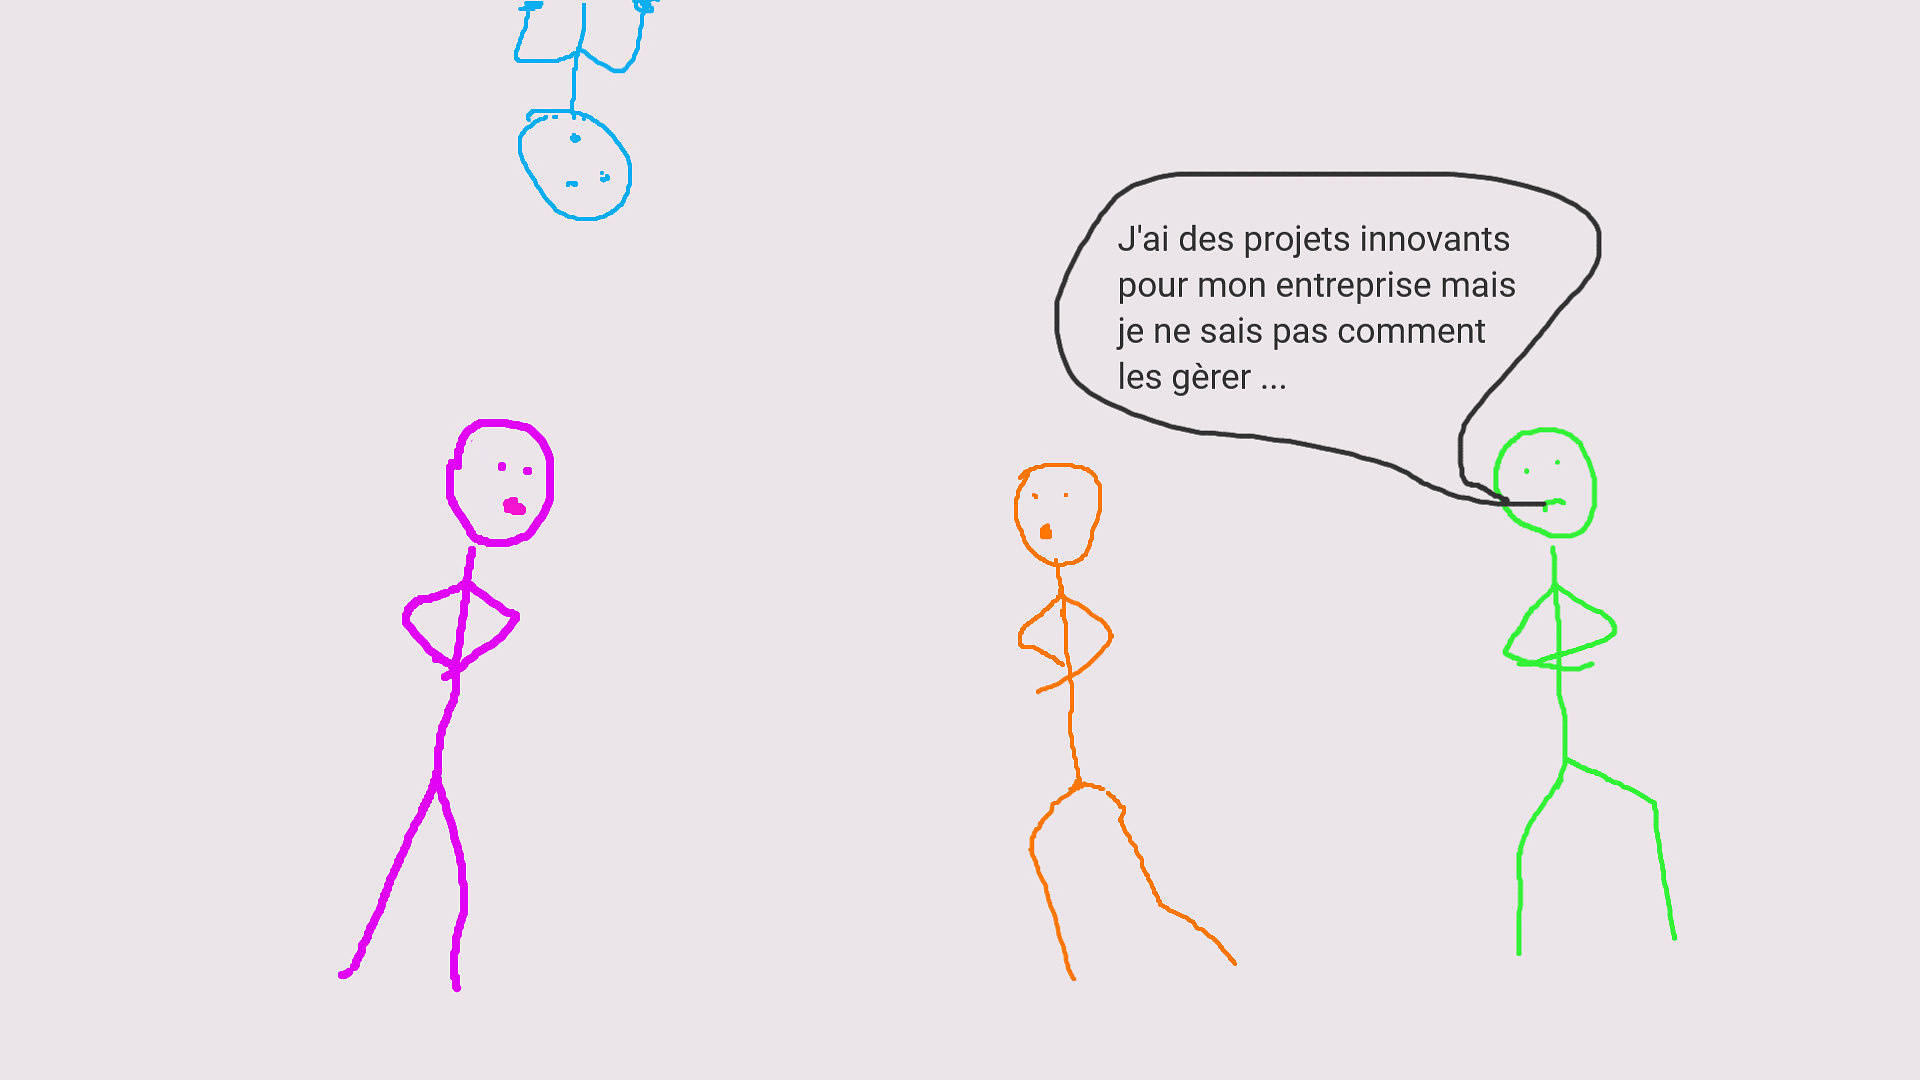 J'ai des projets innovants
pour mon entreprise mais
je ne sais pas comment
les gèrer ...